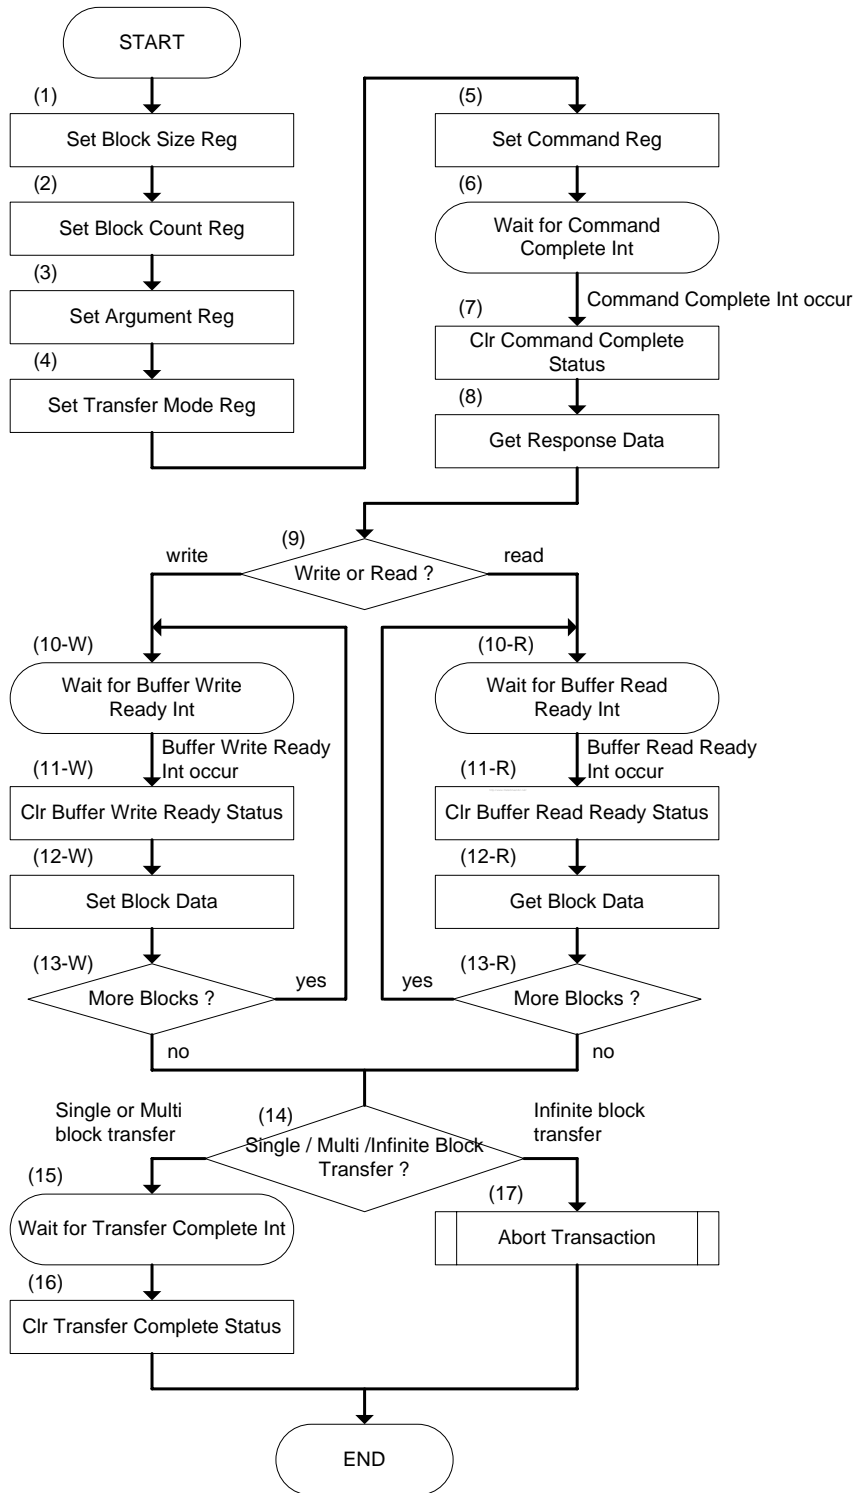 START
(1)
Set Block Size Reg
(2)
Set Block Count Reg
(3)
Set Argument Reg
(4)
Set Transfer Mode Reg
(5)
Set Command Reg
(6)
Wait for Command
Complete Int
Command Complete Int occur
(7)
Clr Command Complete
Status
(8)
Get Response Data
(9)
write
Write or Read ?
read
(10-W)
Wait for Buffer Write
Ready Int
Buffer Write Ready
Int occur
(11-W)
Clr Buffer Write Ready Status
(12-W)
Set Block Data
(13-W)
More Blocks ?
yes
no
(10-R)
Wait for Buffer Read
Ready Int
Buffer Read Ready
Int occur
(11-R)
Clr Buffer Read Ready Status
(12-R)
Get Block Data
(13-R)
yes
More Blocks ?
no
Single or Multi
block transfer
(14)
Single / Multi /Infinite Block
Transfer ?
Infinite block
transfer
(15)
Wait for Transfer Complete Int
(16)
Clr Transfer Complete Status
(17)
Abort Transaction
END